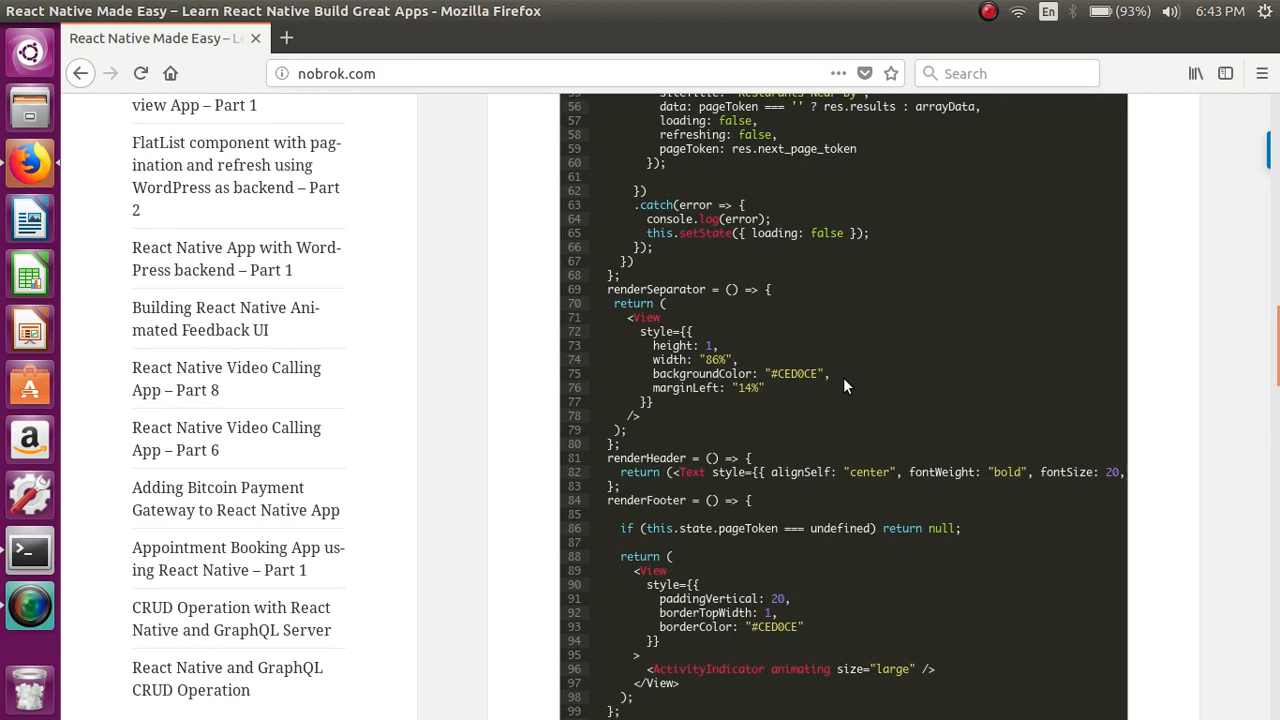 React Native Made Easy – Learn React Native Build Great Apps - Mozilla Firefox
En
(93%)
6:43 PM
React Native Made Easy – Le
nobrok.com
Search
view App – Part 1
FlatList component with pag-
ination and refresh using
WordPress as backend – Part
2
React Native App with Word-
Press backend – Part 1
Building React Native Ani-
mated Feedback UI
React Native Video Calling
App – Part 8
React Native Video Calling
App – Part 6
Adding Bitcoin Payment
Gateway to React Native App
Appointment Booking App us-
ing React Native – Part 1
CRUD Operation with React
Native and GraphQL Server
React Native and GraphQL
CRUD Operation
55 siteTitle: "Resturants Near by",
56 data: pageToken === '' ? res.results : arrayData,
57 loading: false,
58 refreshing: false,
59 pageToken: res.next_page_token
60 });
61
62 })
63 .catch(error => {
64 console.log(error);
65 this.setState({ loading: false });
66 });
67 })
68 };
69 renderSeparator = () => {
70 return (
71 <View
72 style={{
73 height: 1,
74 width: "86%",
75 backgroundColor: "#CED0CE",
76 marginLeft: "14%"
77 }}
78 />
79 );
80 };
81 renderHeader = () => {
82 return (<Text style={{ alignSelf: "center", fontWeight: "bold", fontSize: 20,
83 };
84 renderFooter = () => {
85
86 if (this.state.pageToken === undefined) return null;
87
88 return (
89 <View
90 style={{
91 paddingVertical: 20,
92 borderTopWidth: 1,
93 borderColor: "#CED0CE"
94 }}
95 >
96 <ActivityIndicator animating size="large" />
97 </View>
98 );
99 };